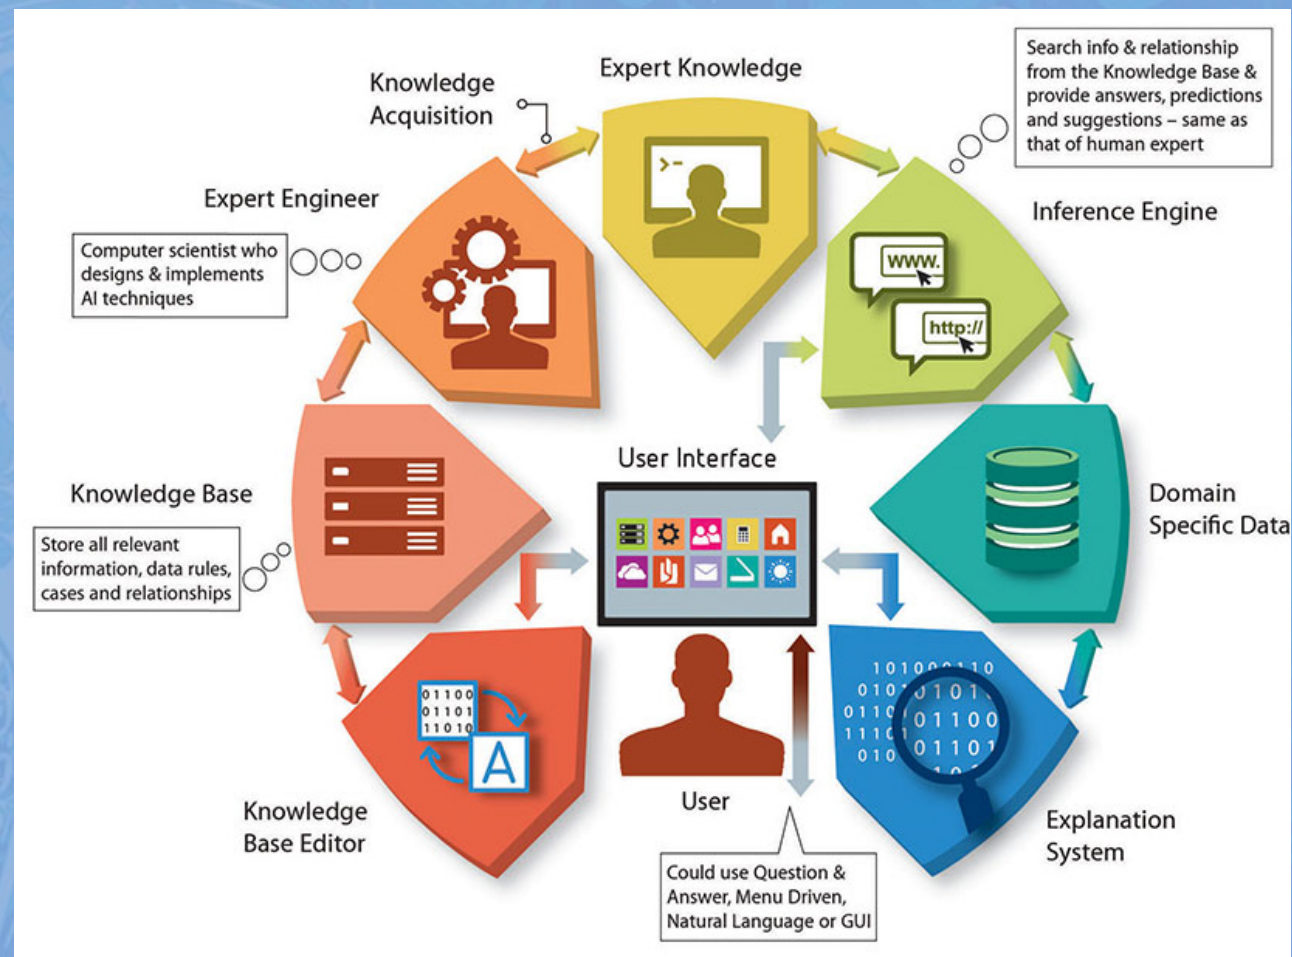 Expert Knowledge
Knowledge
Acquisition
Search info & relationship
from the Knowledge Base &
provide answers, predictions
and suggestions – same as
that of human expert
Expert Engineer
Computer scientist who
designs & implements
AI techniques
Inference Engine
>-
www.
http://
User Interface
Knowledge Base
Store all relevant
information, data rules,
cases and relationships
Domain
Specific Data
01100
01101
11010
A
Knowledge
Base Editor
User
101000110
01100
01101
Explanation
System
Could use Question &
Answer, Menu Driven,
Natural Language or GUI